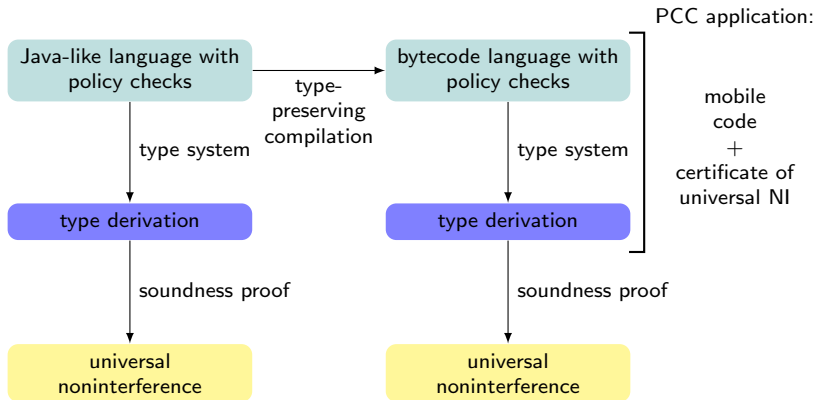 PCC application:
Java-like language with
policy checks
type-
preserving
compilation
bytecode language with
policy checks
mobile
code
+
certificate of
universal NI
type system
type system
type derivation
type derivation
soundness proof
soundness proof
universal
noninterference
universal
noninterference